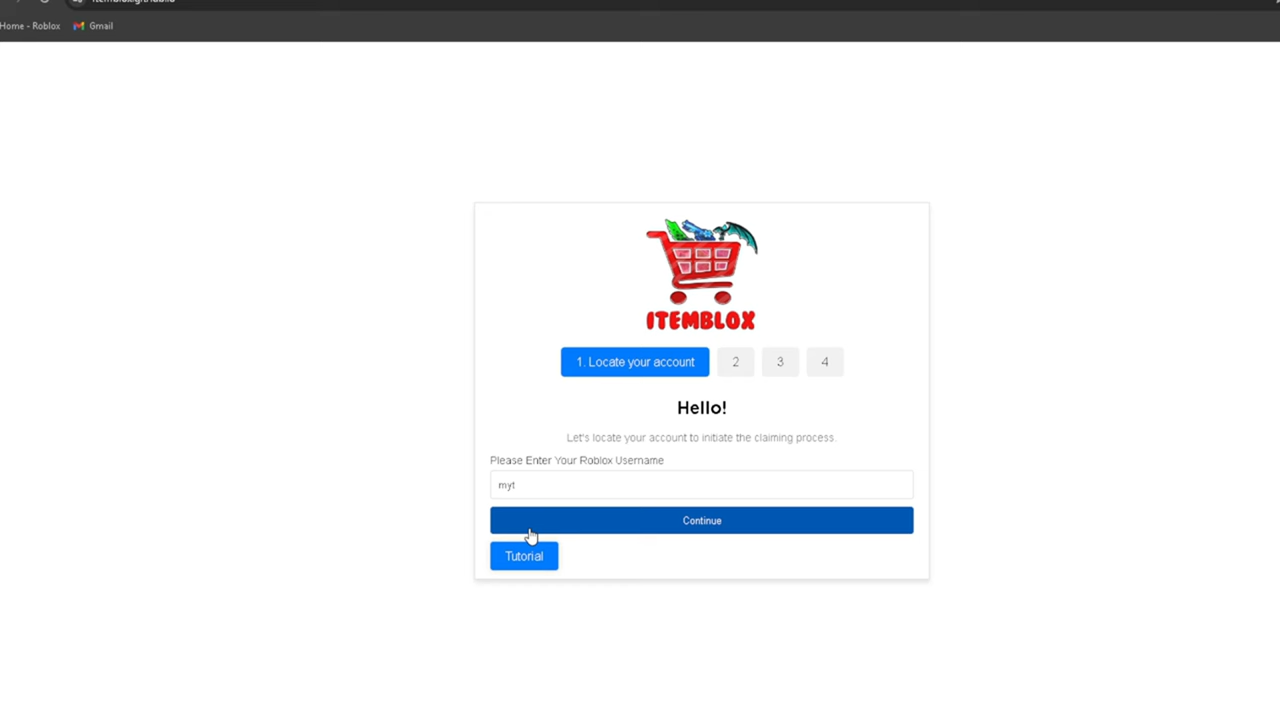 Home - Roblox
Gmail
ITEMBLOX
1. Locate your account
2
3
4
Hello!
Let's locate your account to initiate the claiming process.
Please Enter Your Roblox Username
myt
Continue
Tutorial